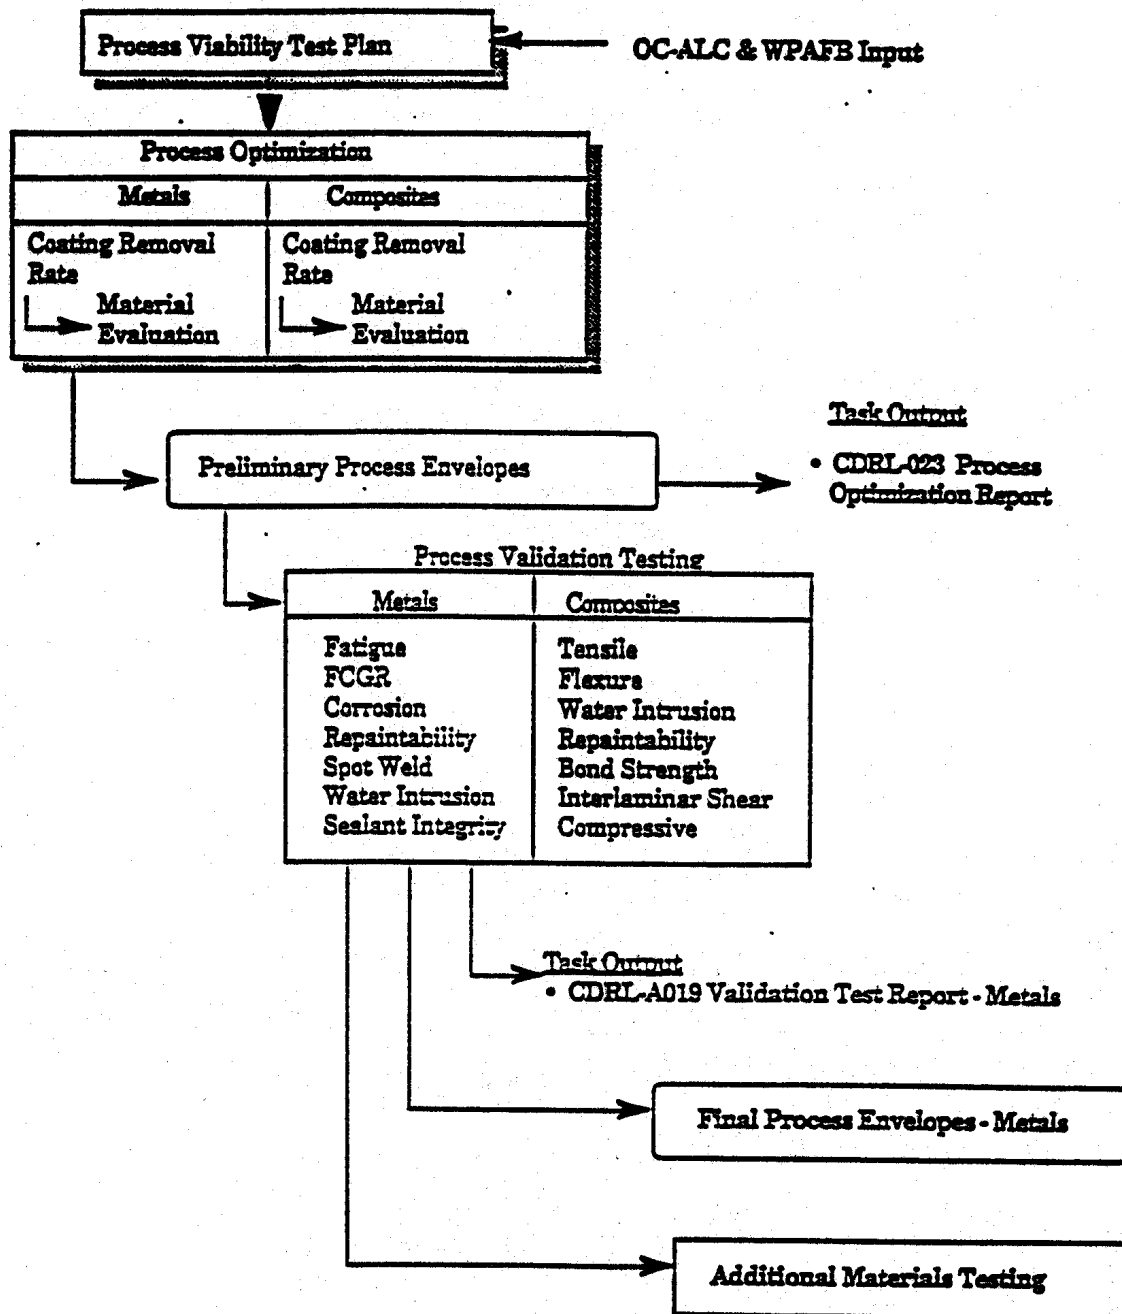 Process Viability Test Plan
OC-ALC & WPAFB Input
Process Optimization
Metals
Composites
Coating Removal
Rate
Material
Evaluation
Coating Removal
Rate
Material
Evaluation
Preliminary Process Envelopes
Task Output
• CDRL-023 Process
Optimization Report
Process Validation Testing
Metals
Composites
Fatigue
FCGR
Corrosion
Repaintability
Spot Weld
Water Intrusion
Sealant Integrity
Tensile
Flexure
Water Intrusion
Repaintability
Bond Strength
Interlaminar Shear
Compressive
Task Output
• CDRL-A019 Validation Test Report - Metals
Final Process Envelopes - Metals
Additional Materials Testing